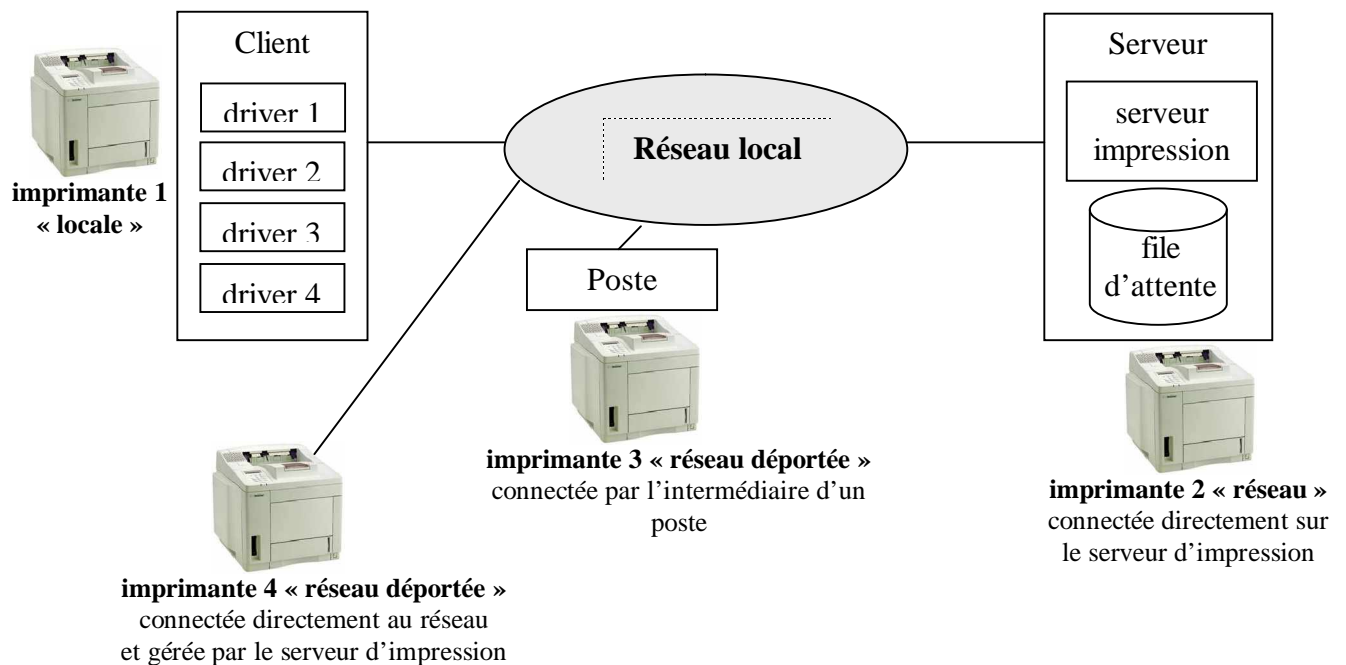 Client
driver 1
driver 2
driver 3
driver 4
imprimante 1
« locale »
Réseau local
Poste
Serveur
serveur
impression
file
d’attente
imprimante 3 « réseau déportée »
connectée par l’intermédiaire d’un
poste
imprimante 2 « réseau »
connectée directement sur
le serveur d’impression
imprimante 4 « réseau déportée »
connectée directement au réseau
et gérée par le serveur d’impression